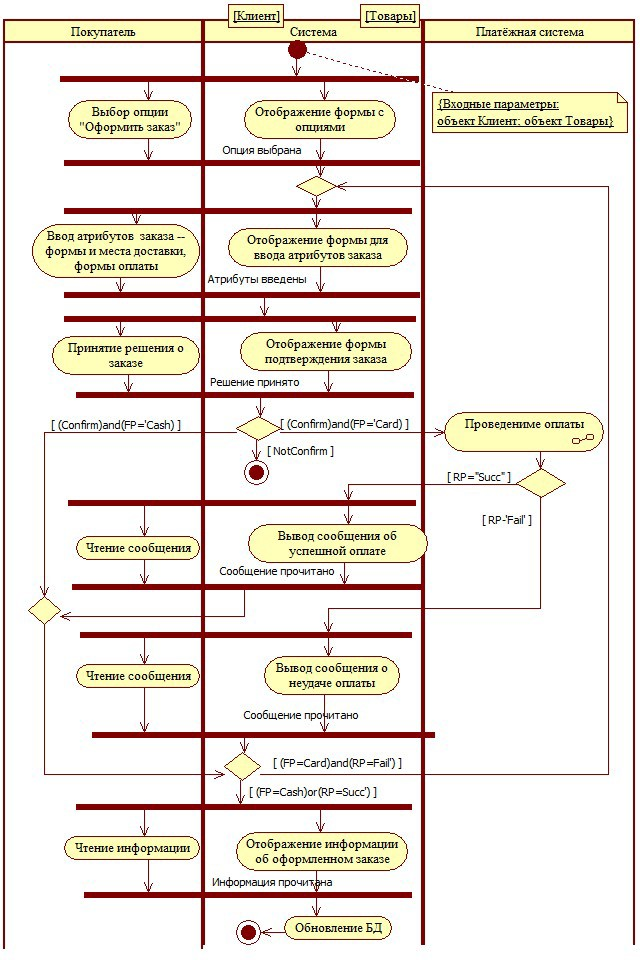 [Клиент]
[Товары]
Покупатель
Система
Платёжная система
{Входные параметры:
объект Клиент; объект Товары}
Выбор опции
"Оформить заказ"
Отображение формы с
опциями
Опция выбрана
Ввод атрибутов заказа --
формы и места доставки,
формы оплаты
Отображение формы для
ввода атрибутов заказа
Атрибуты введены
Принятие решения о
заказе
Отображение формы
подтверждения заказа
Решение принято
[ (Confirm)and(FP='Cash) ]
[ (Confirm)and(FP='Card) ]
Проведениме оплаты
[ NotConfirm ]
[ RP="Succ" ]
[ RP-'Fail' ]
Чтение сообщения
Вывод сообщения об
успешной оплате
Сообщение прочитано
Чтение сообщения
Вывод сообщения о
неудаче оплаты
Сообщение прочитано
[ (FP=Card)and(RP=Fail') ]
[ (FP=Cash)or(RP=Succ') ]
Чтение информации
Отображение информации
об оформленном заказе
Информация прочитана
Обновление БД